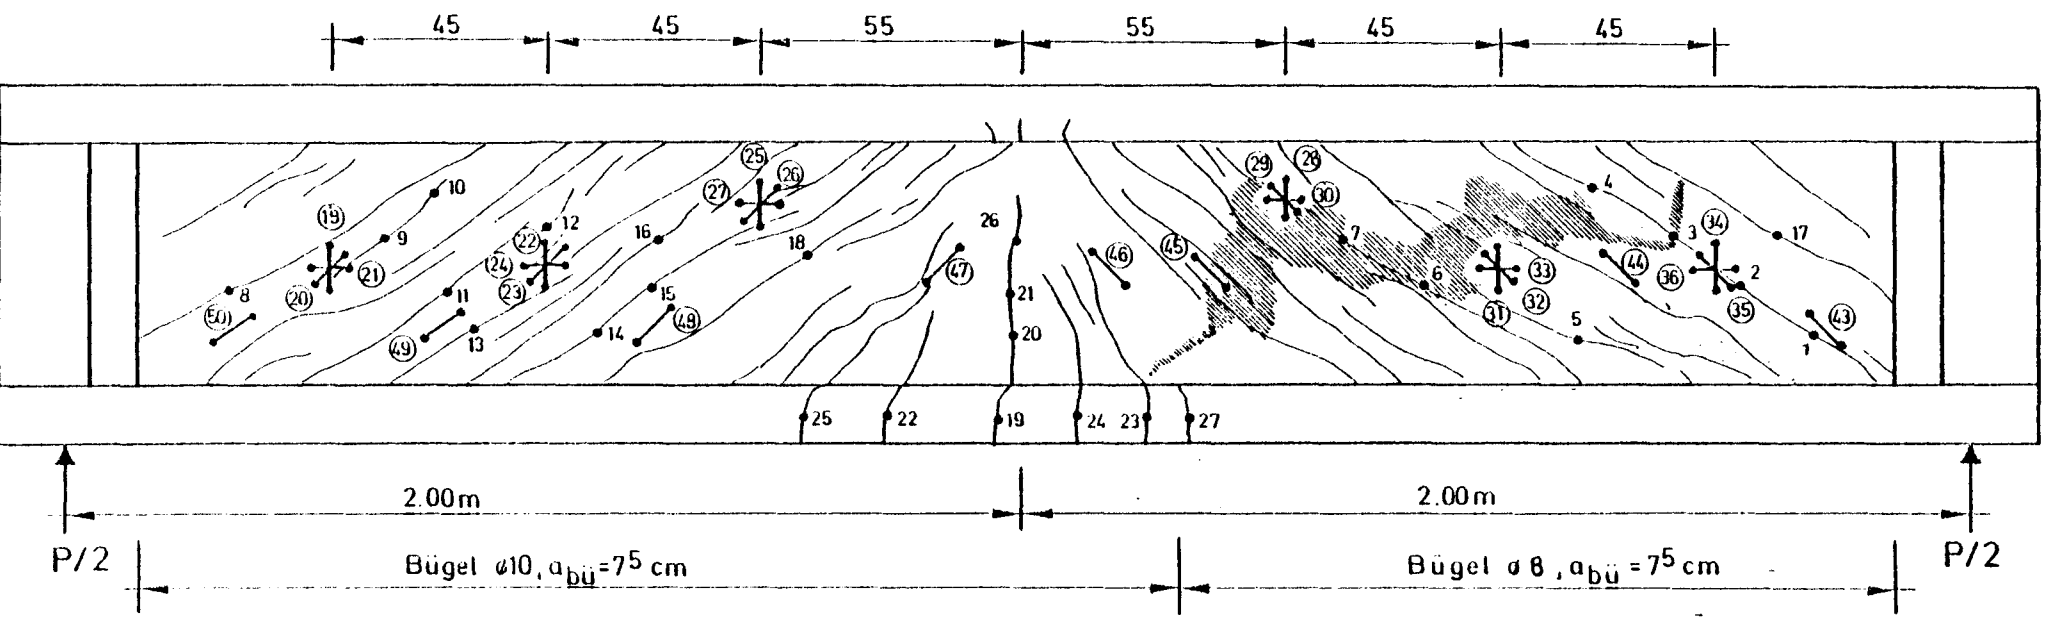 45 45 55 55 45 45
25 26 29 28
10 27 30 4
19 12 16 26 7 34 17
9 22 18 45 46 3
24 47 33 44 36 2
8 21 20 23 11 15 21 6 32 35
50 49 13 14 48 20 31 5 1 43
25 22 19 24 23 27
2.00m 2.00m
P/2 P/2
Bügel ø10, abü=7⁵ cm Bügel ø 8, abü=7⁵ cm